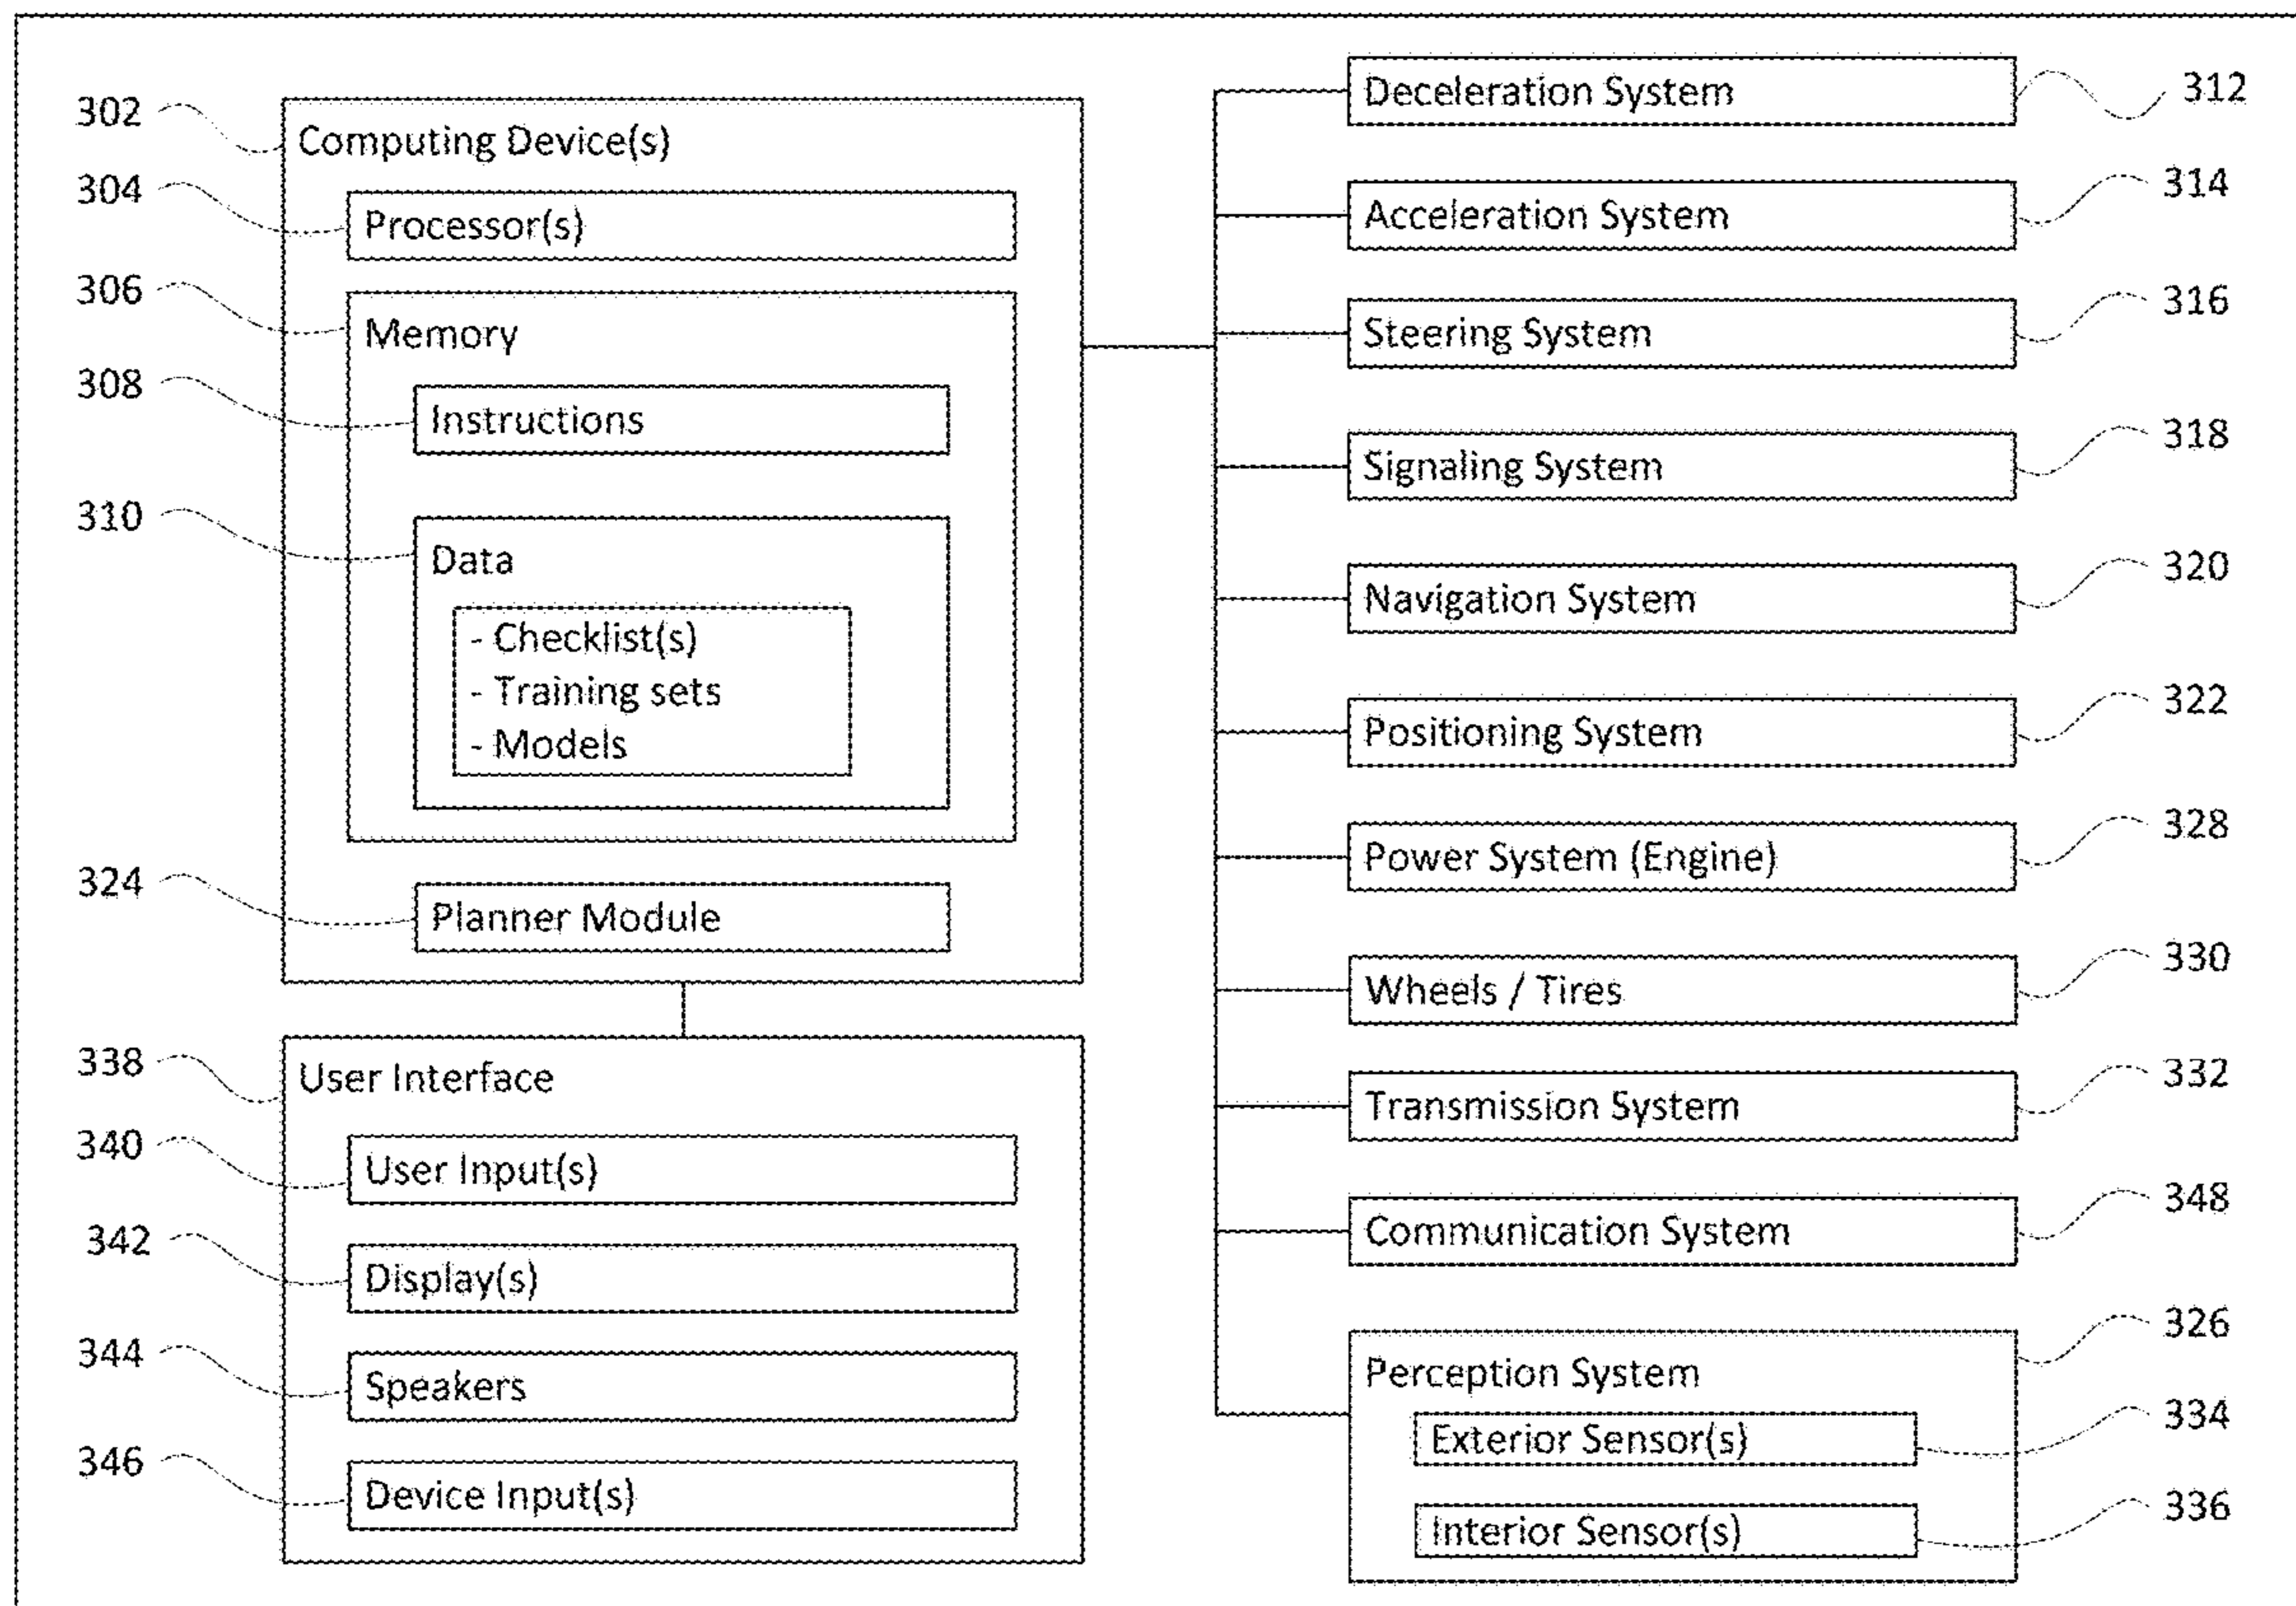 302
Computing Device(s)
304
Processor(s)
306
Memory
308
Instructions
310
Data
- Checklist(s)
- Training sets
- Models
324
Planner Module
338
User Interface
340
User Input(s)
342
Display(s)
344
Speakers
346
Device Input(s)
Deceleration System
312
Acceleration System
314
Steering System
316
Signaling System
318
Navigation System
320
Positioning System
322
Power System (Engine)
328
Wheels / Tires
330
Transmission System
332
Communication System
348
Perception System
326
Exterior Sensor(s)
334
Interior Sensor(s)
336